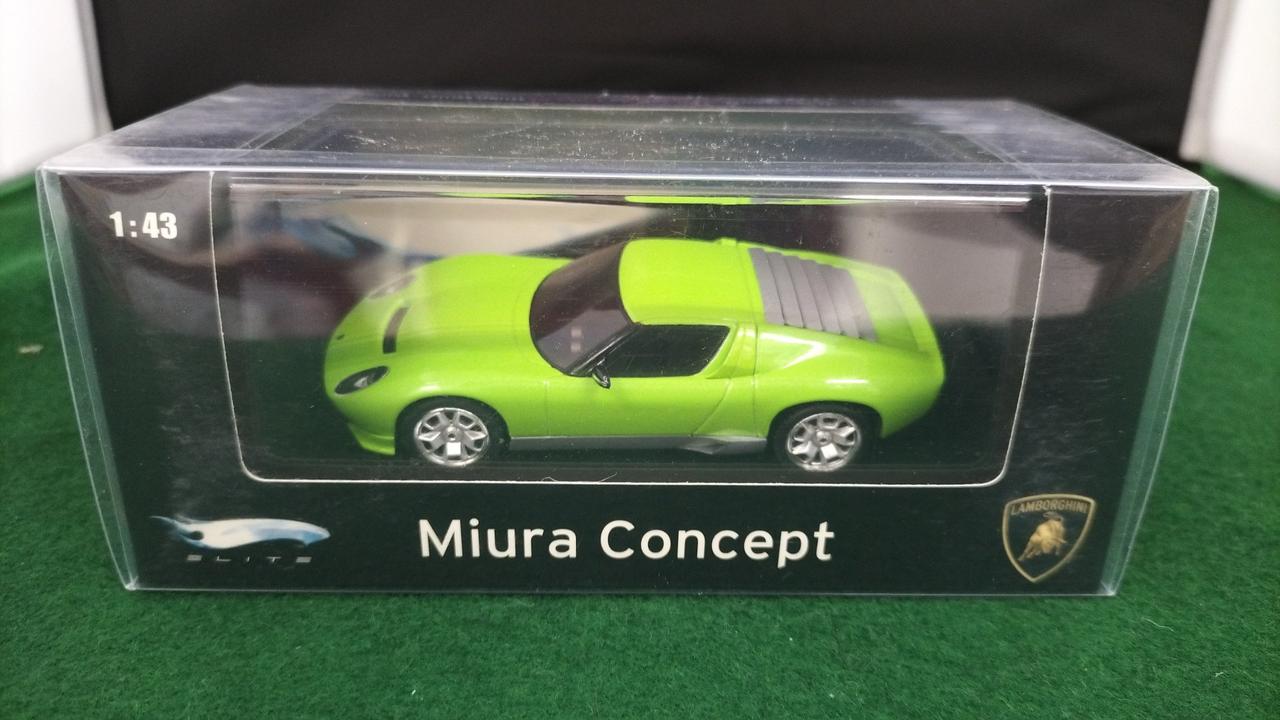 1:43
ELITE
Miura Concept
LAMBORGHINI